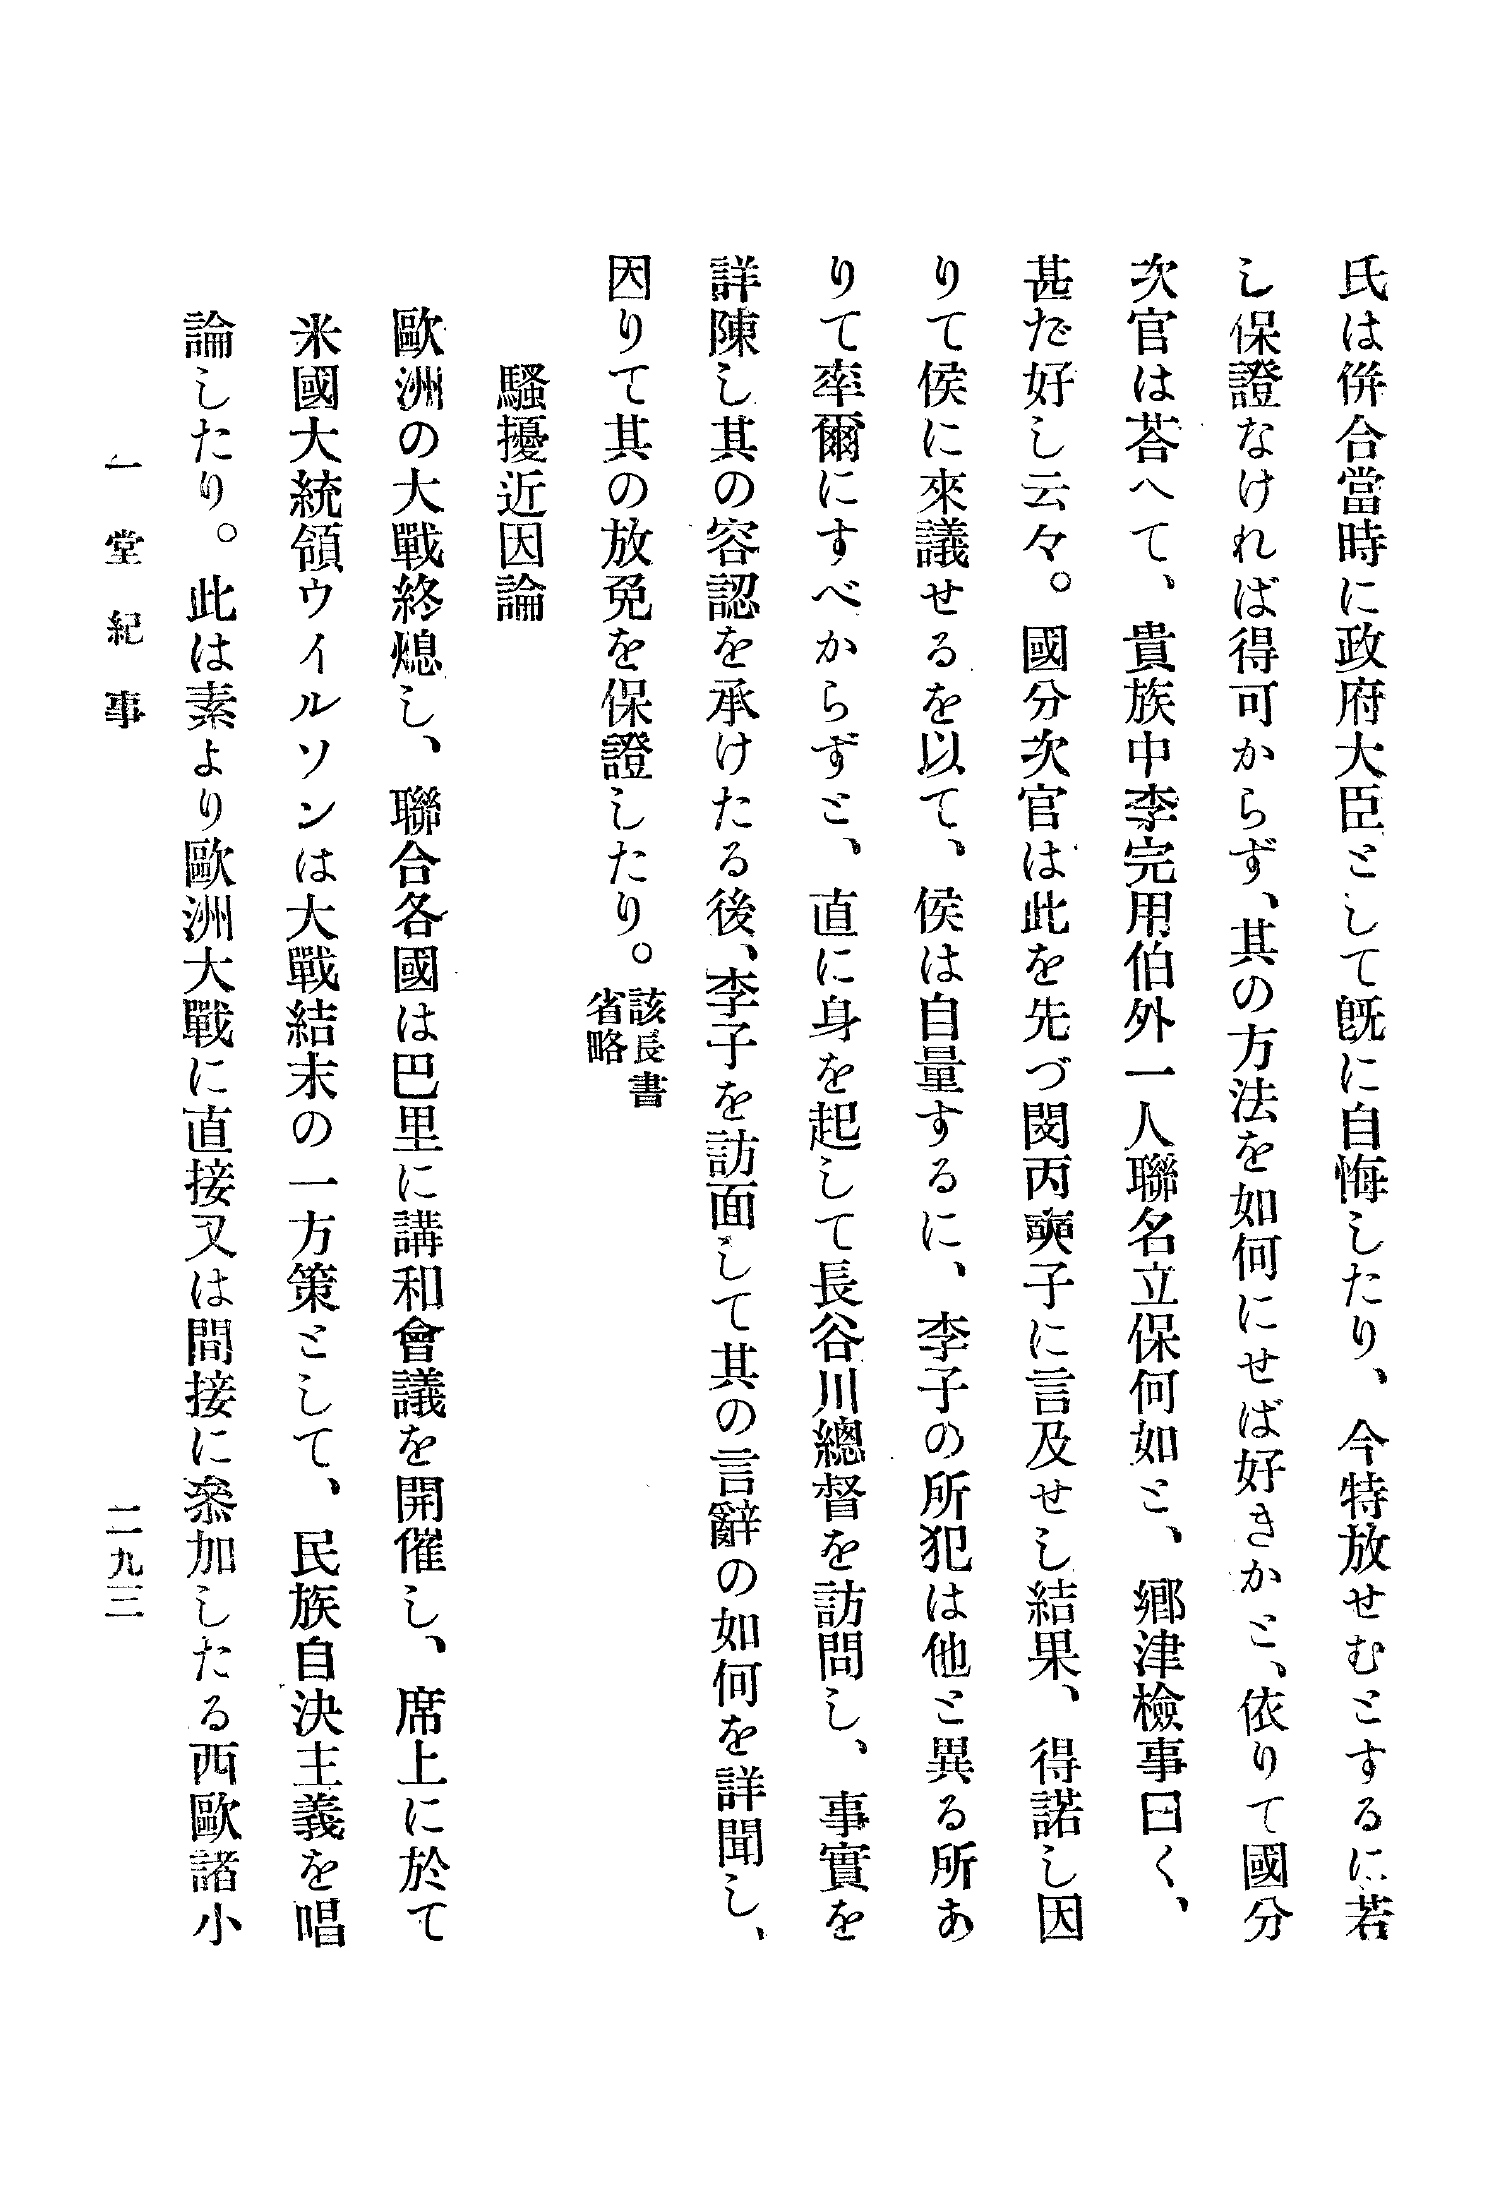 氏は倂合當時に政府大臣として既に自悔したり、今特放せむとするに若
し保證なければ得可からず、其の方法を如何にせば好きかと、依りて國分
次官は荅へて、貴族中李完用伯外一人聯名立保何如と、鄕津檢事曰く、
甚だ好し云々。國分次官は此を先づ閔丙奭子に言及せし結果、得諾し因
りて侯に來議せるを以て、侯は自量するに、李子の所犯は他と異る所あ
りて率爾にすべからずと、直に身を起して長谷川總督を訪問し、事實を
詳陳し其の容認を承けたる後、李子を訪面して其の言辭の如何を詳聞し、
因りて其の放免を保證したり。該長書
省略
騷擾近因論
歐洲の大戰終熄し、聯合各國は巴里に講和會議を開催し、席上に於て
米國大統領ウイルソンは大戰結末の一方策として、民族自決主義を唱
論したり。此は素より歐洲大戰に直接又は間接に參加したる西歐諸小
一堂紀事
二九三